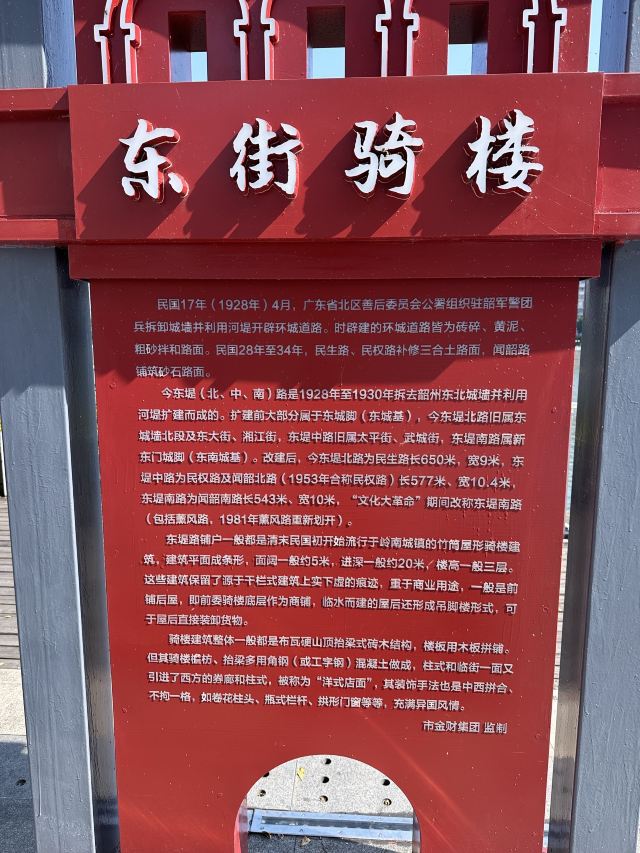 东街骑楼
民国17年（1928年）4月，广东省北区善后委员会公署组织驻韶军警团
兵拆卸城墙并利用河堤开辟环城道路。时辟建的环城道路皆为砖碎、黄泥、
粗砂拌和路面。民国28年至34年，民生路、民权路补修三合土路面，闻韶路
铺筑砂石路面。
今东堤（北、中、南）路是1928年至1930年拆去韶州东北城墙并利用
河堤扩建而成的。扩建前大部分属于东城脚（东城基），今东堤北路旧属东
城墙北段及东大街、湘江街，东堤中路旧属太平街、武城街，东堤南路属新
东门城脚（东南城基）。改建后，今东堤北路为民生路长650米，宽9米，东
堤中路为民权路及闻韶北路（1953年合称民权路）长577米，宽10.4米，
东堤南路为闻韶南路长543米、宽10米，“文化大革命”期间改称东堤南路
（包括薰风路，1981年薰风路重新划开）。
东堤路铺户一般都是清末民国初开始流行于岭南城镇的竹筒屋形骑楼建
筑，建筑平面成条形，面阔一般约5米，进深一般约20米，楼高一般三层。
这些建筑保留了源于干栏式建筑上实下虚的痕迹，重于商业用途，一般是前
铺后屋，即前委骑楼底层作为商铺，临水而建的屋后还形成吊脚楼形式，可
于屋后直接装卸货物。
骑楼建筑整体一般都是布瓦硬山顶抬梁式砖木结构，楼板用木板拼铺。
但其骑楼檐枋、抬梁多用角钢（或工字钢）混凝土做成，柱式和临街一面又
引进了西方的券廊和柱式，被称为“洋式店面”，其装饰手法也是中西拼合、
不拘一格，如卷花柱头、瓶式栏杆、拱形门窗等等，充满异国风情。
市金财集团 监制